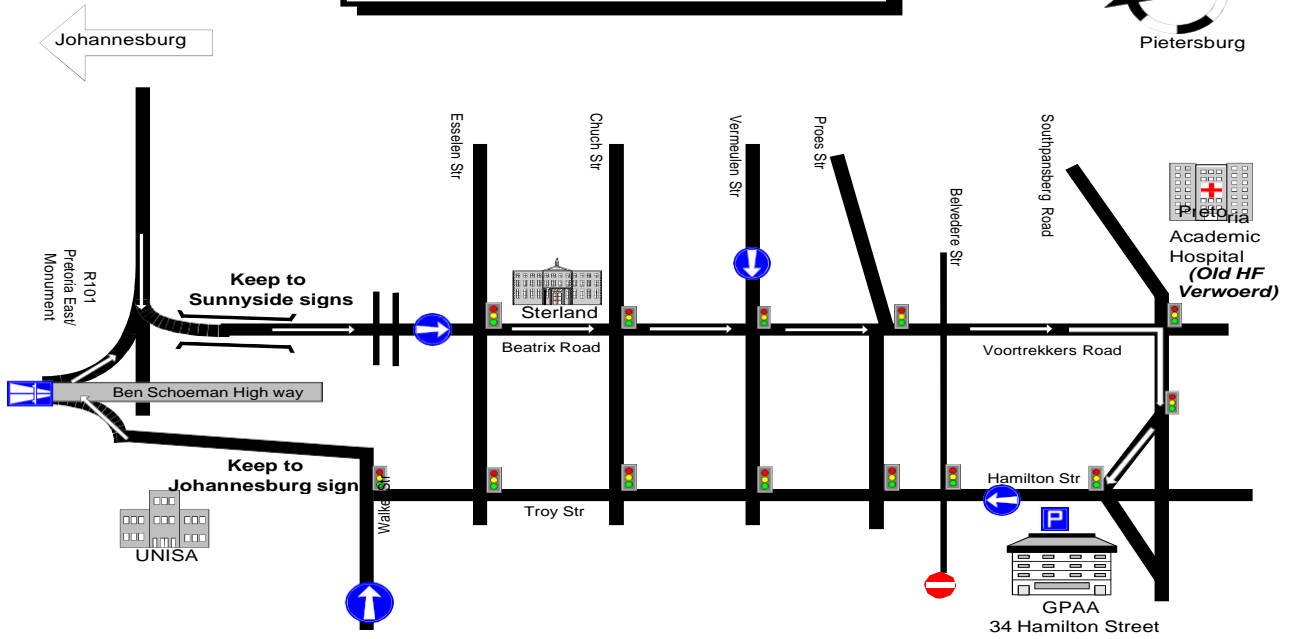 Johannesburg
Pietersburg
Esselen Str
Chuch Str
Vermeulen Str
Proes Str
Belvedere Str
Southpansberg Road
Pretoria
Academic
Hospital
(Old HF
Verwoerd)
R101
Pretoria East/
Monument
Keep to
Sunnyside signs
Sterland
Beatrix Road
Voortrekkers Road
Ben Schoeman High way
Keep to
Johannesburg sign
Walker Str
Hamilton Str
Troy Str
P
UNISA
GPAA
34 Hamilton Street